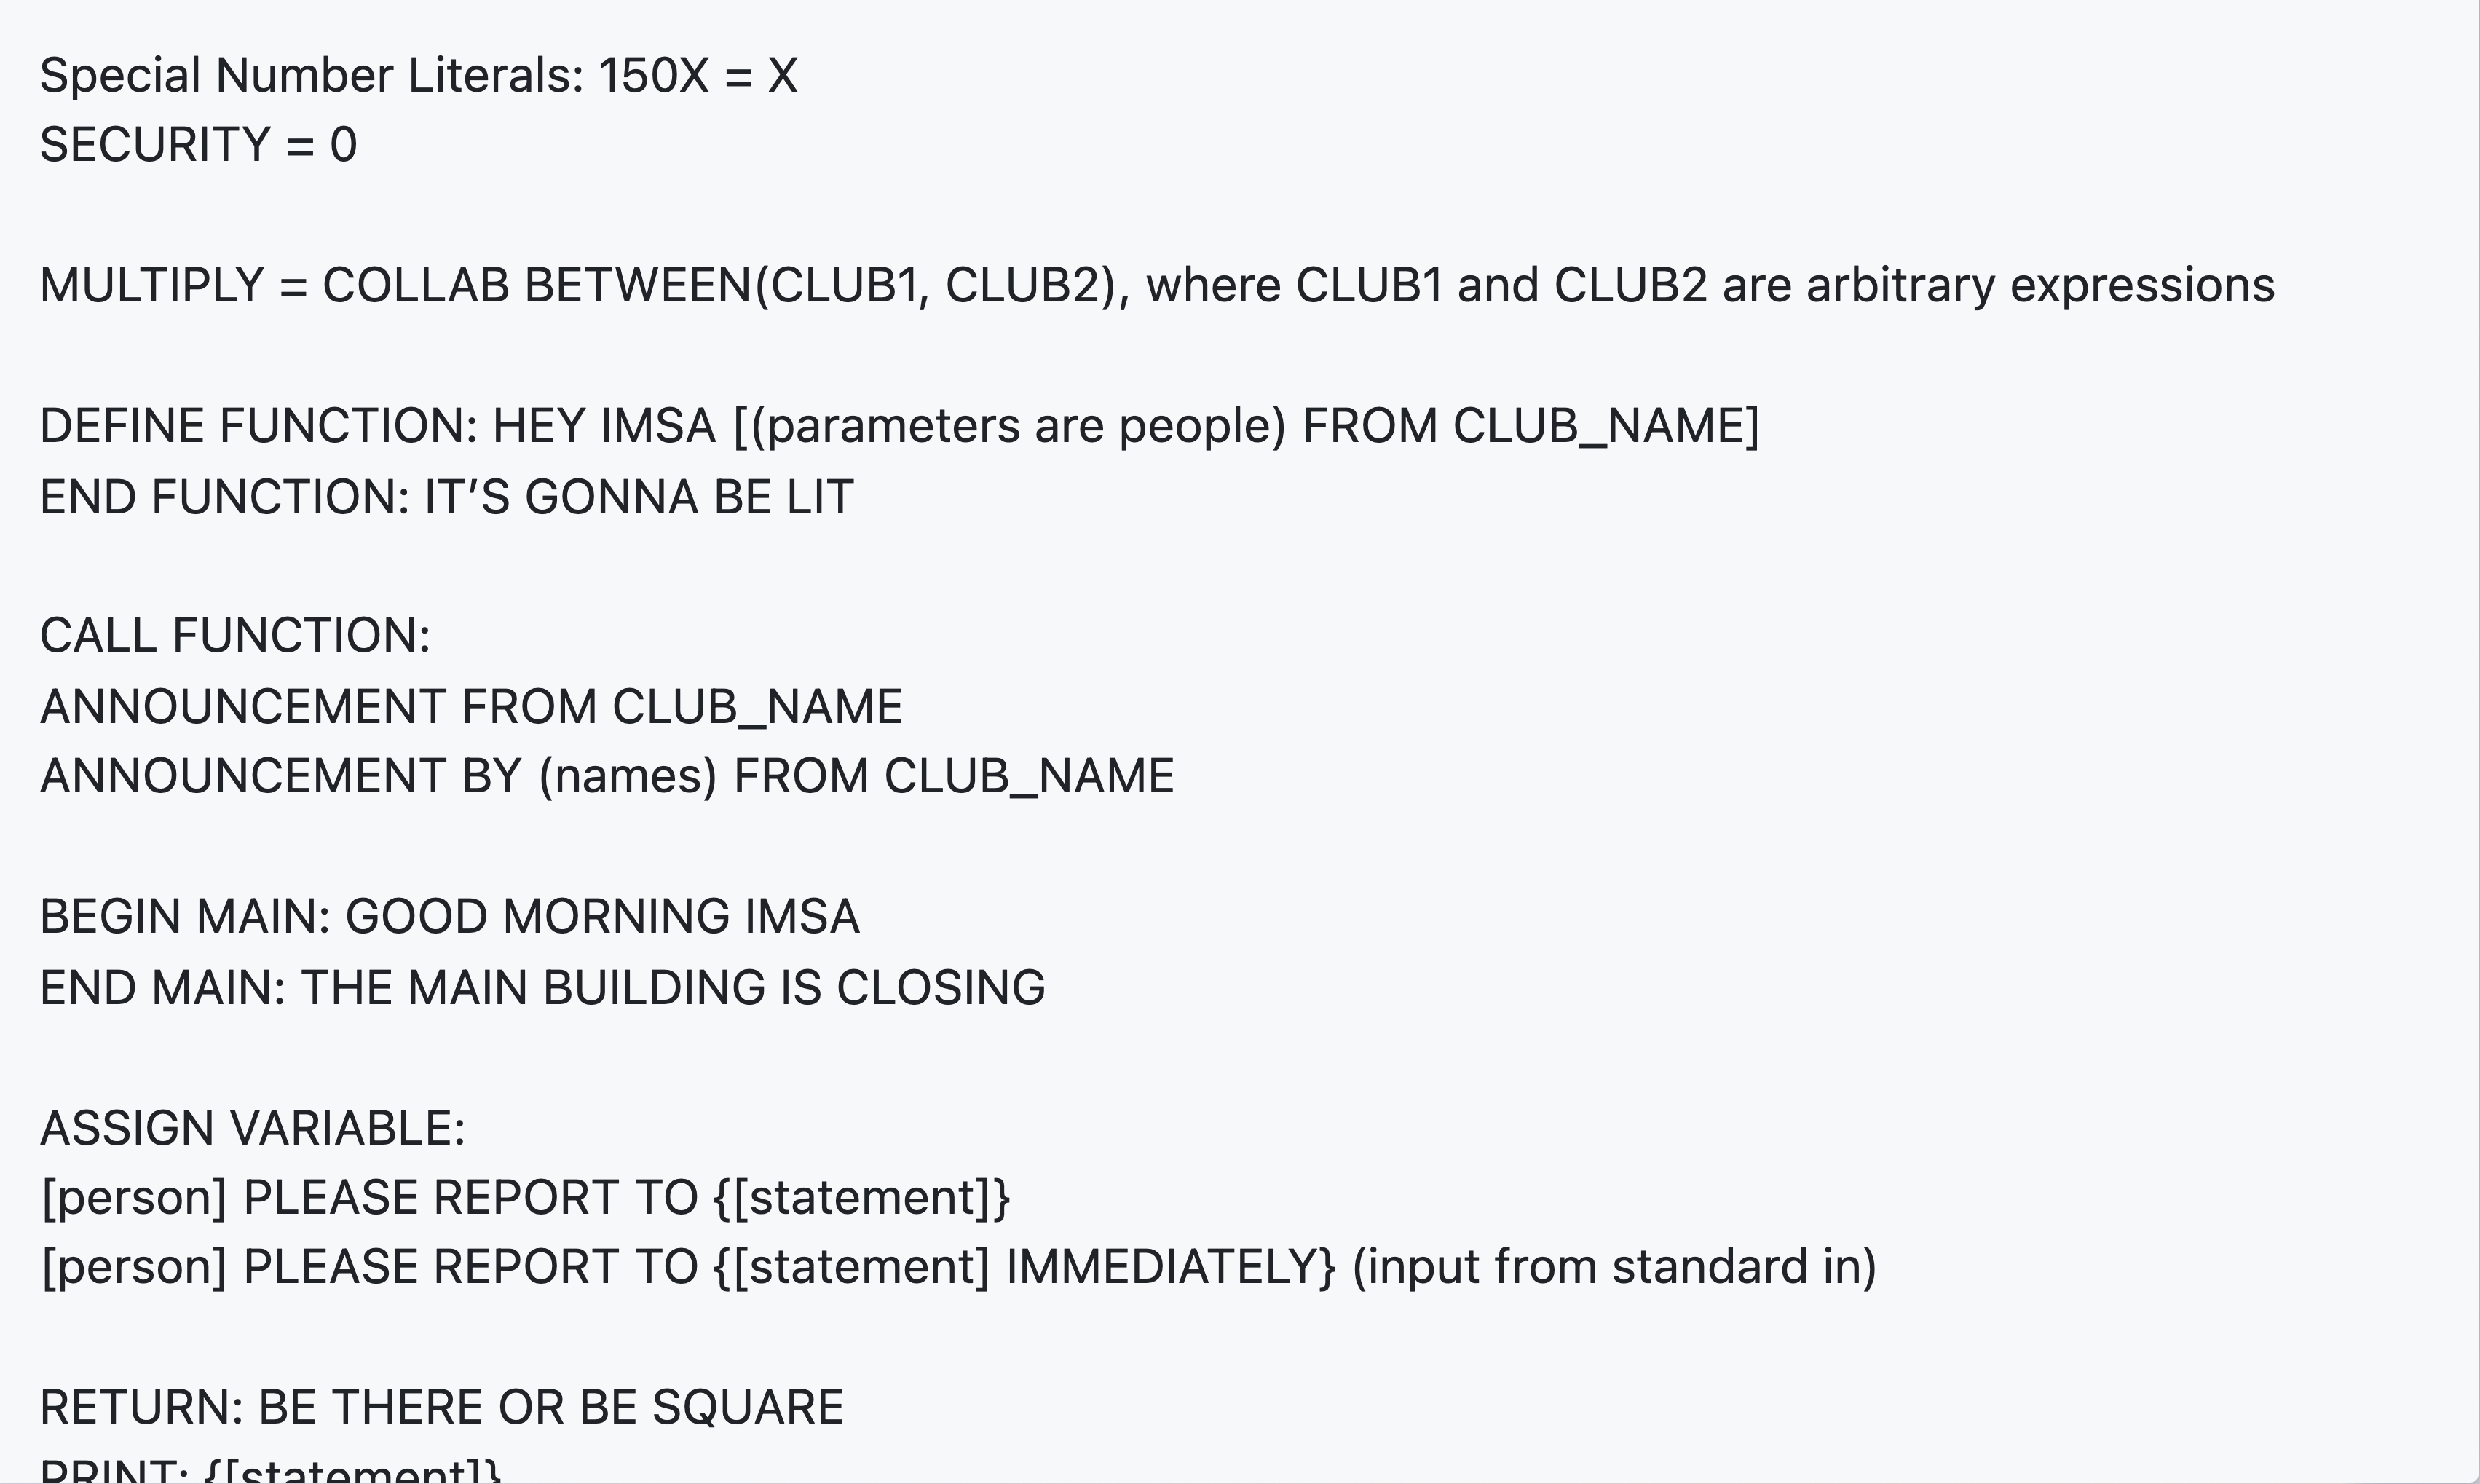 Special Number Literals: 150X = X
SECURITY = 0
MULTIPLY = COLLAB BETWEEN(CLUB1, CLUB2), where CLUB1 and CLUB2 are arbitrary expressions
DEFINE FUNCTION: HEY IMSA [(parameters are people) FROM CLUB_NAME]
END FUNCTION: IT'S GONNA BE LIT
CALL FUNCTION:
ANNOUNCEMENT FROM CLUB_NAME
ANNOUNCEMENT BY (names) FROM CLUB_NAME
BEGIN MAIN: GOOD MORNING IMSA
END MAIN: THE MAIN BUILDING IS CLOSING
ASSIGN VARIABLE:
[person] PLEASE REPORT TO {[statement]}
[person] PLEASE REPORT TO {[statement] IMMEDIATELY} (input from standard in)
RETURN: BE THERE OR BE SQUARE
PRINT: {[statement]}